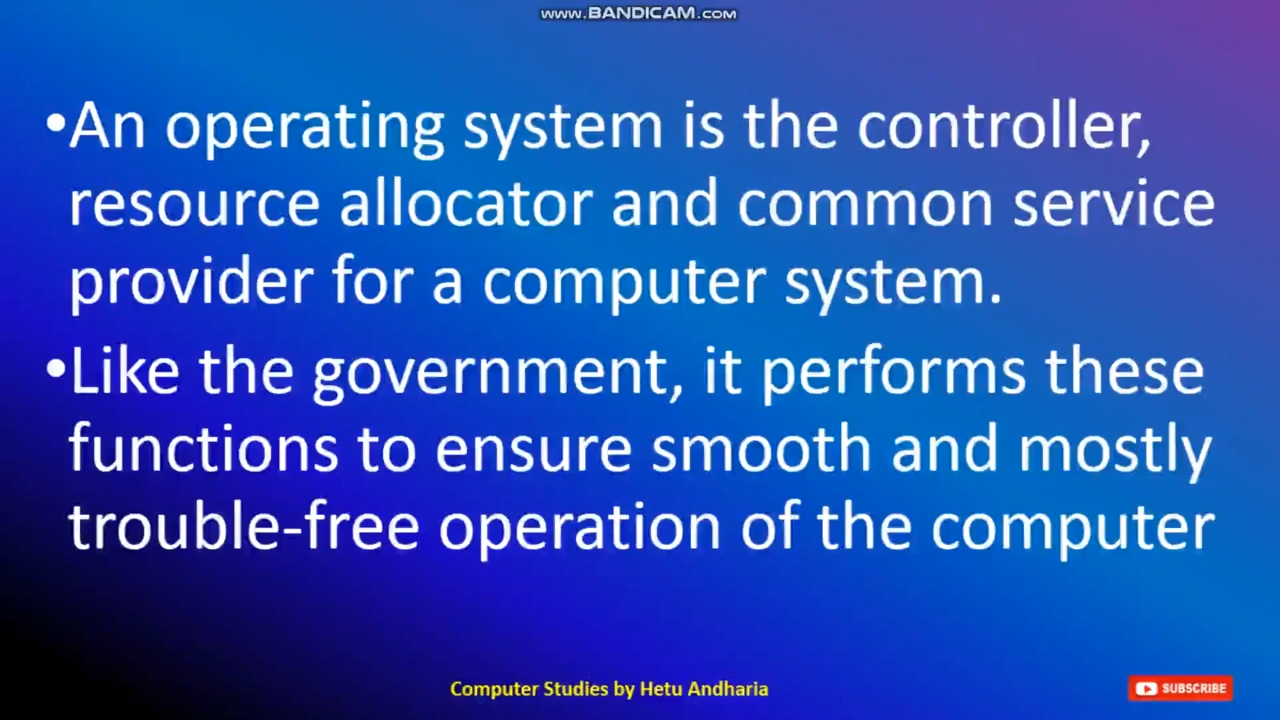 www.BANDICAM.com
•An operating system is the controller,
resource allocator and common service
provider for a computer system.
•Like the government, it performs these
functions to ensure smooth and mostly
trouble-free operation of the computer
Computer Studies by Hetu Andharia
SUBSCRIBE